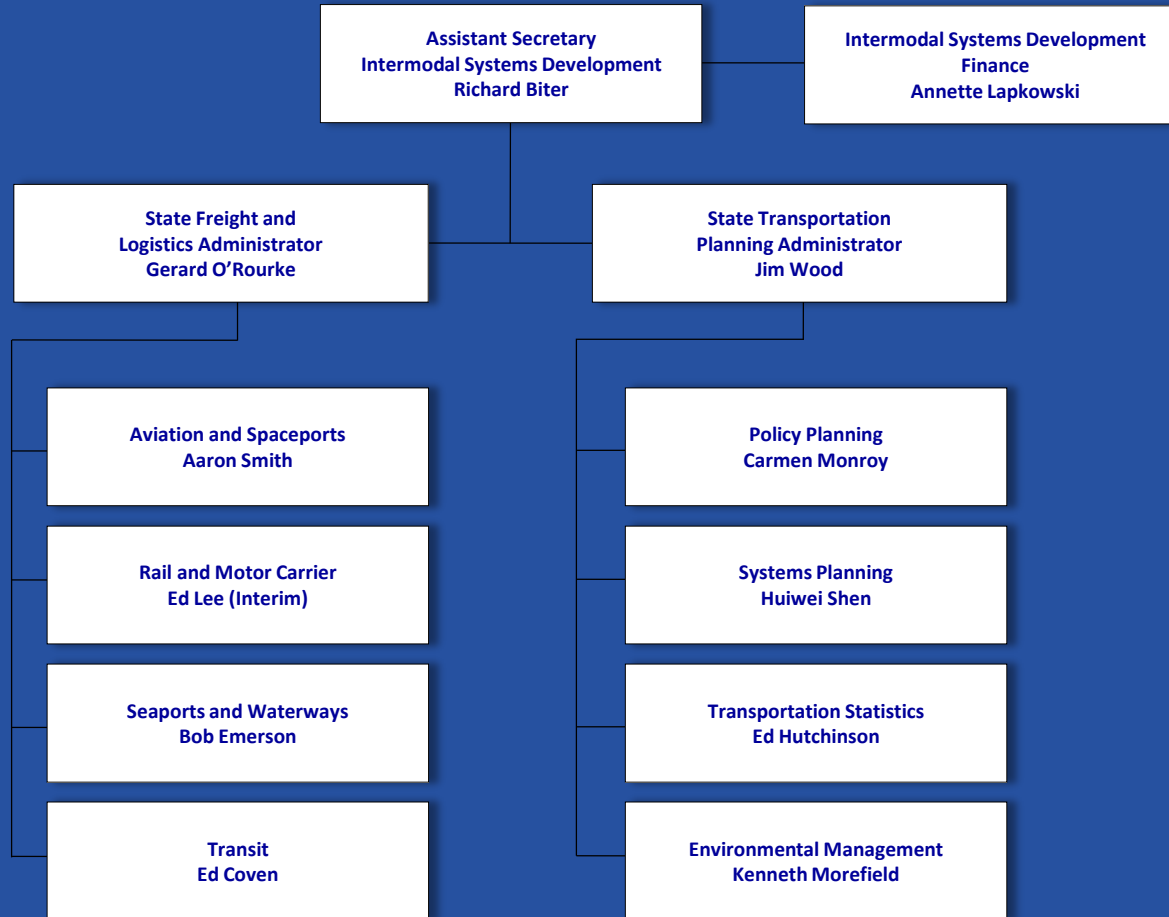 Assistant Secretary
Intermodal Systems Development
Richard Biter
Intermodal Systems Development
Finance
Annette Lapkowski
State Freight and
Logistics Administrator
Gerard O’Rourke
State Transportation
Planning Administrator
Jim Wood
Aviation and Spaceports
Aaron Smith
Policy Planning
Carmen Monroy
Rail and Motor Carrier
Ed Lee (Interim)
Systems Planning
Huiwei Shen
Seaports and Waterways
Bob Emerson
Transportation Statistics
Ed Hutchinson
Transit
Ed Coven
Environmental Management
Kenneth Morefield